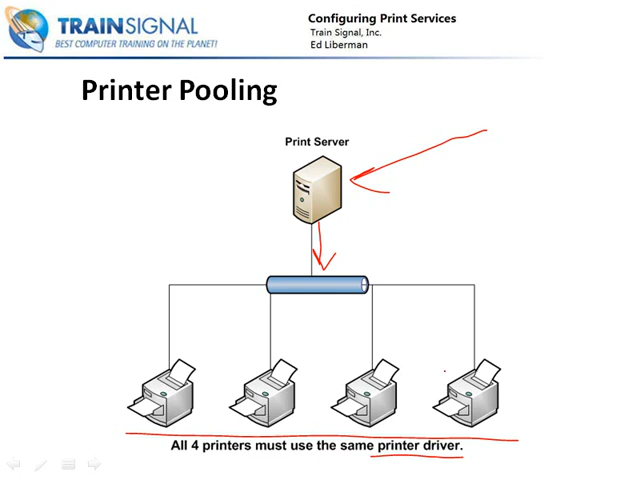 TRAINSIGNAL
BEST COMPUTER TRAINING ON THE PLANET!
Configuring Print Services
Train Signal, Inc.
Ed Liberman
Printer Pooling
Print Server
All 4 printers must use the same printer driver.